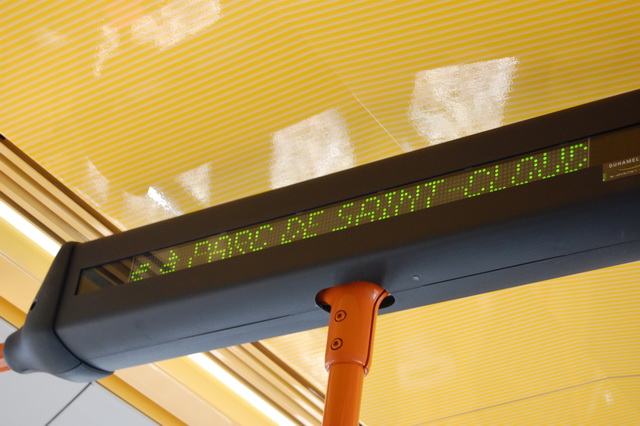 à PARC DE SAINT-CLOUD
DUHAMEL